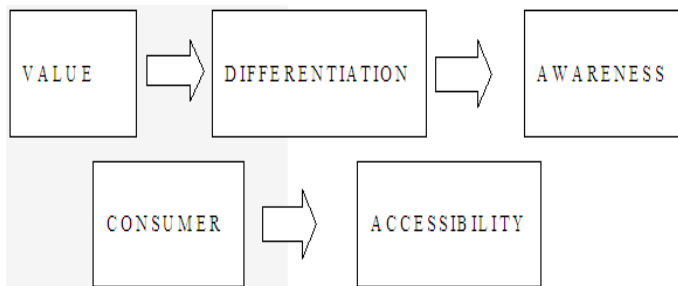 VALUE
DIFFERENTIATION
AWARENESS
CONSUMER
ACCESSIBILITY